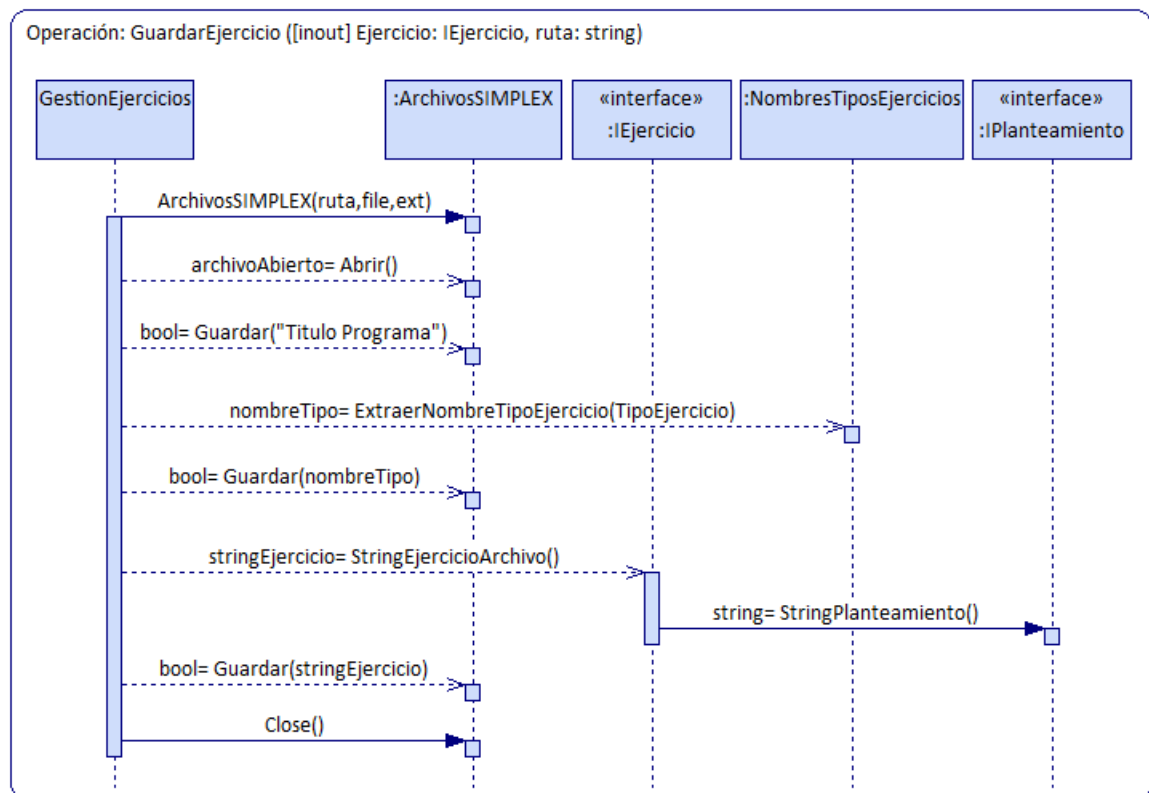 Operación: GuardarEjercicio ([inout] Ejercicio: IEjercicio, ruta: string)
GestionEjercicios
:ArchivosSIMPLEX
«interface»
:IEjercicio
:NombresTiposEjercicios
«interface»
:IPlanteamiento
ArchivosSIMPLEX(ruta,file,ext)
archivoAbierto= Abrir()
bool= Guardar("Titulo Programa")
nombreTipo= ExtraerNombreTipoEjercicio(TipoEjercicio)
bool= Guardar(nombreTipo)
stringEjercicio= StringEjercicioArchivo()
string= StringPlanteamiento()
bool= Guardar(stringEjercicio)
Close()